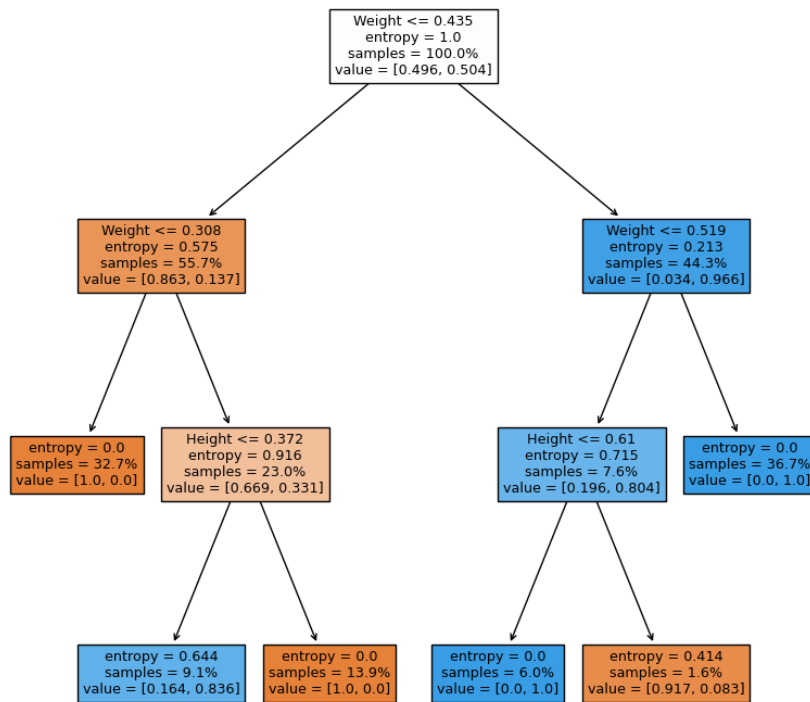 Weight <= 0.435
entropy = 1.0
samples = 100.0%
value = [0.496, 0.504]
Weight <= 0.308
entropy = 0.575
samples = 55.7%
value = [0.863, 0.137]
Weight <= 0.519
entropy = 0.213
samples = 44.3%
value = [0.034, 0.966]
entropy = 0.0
samples = 32.7%
value = [1.0, 0.0]
Height <= 0.372
entropy = 0.916
samples = 23.0%
value = [0.669, 0.331]
Height <= 0.61
entropy = 0.715
samples = 7.6%
value = [0.196, 0.804]
entropy = 0.0
samples = 36.7%
value = [0.0, 1.0]
entropy = 0.644
samples = 9.1%
value = [0.164, 0.836]
entropy = 0.0
samples = 13.9%
value = [1.0, 0.0]
entropy = 0.0
samples = 6.0%
value = [0.0, 1.0]
entropy = 0.414
samples = 1.6%
value = [0.917, 0.083]